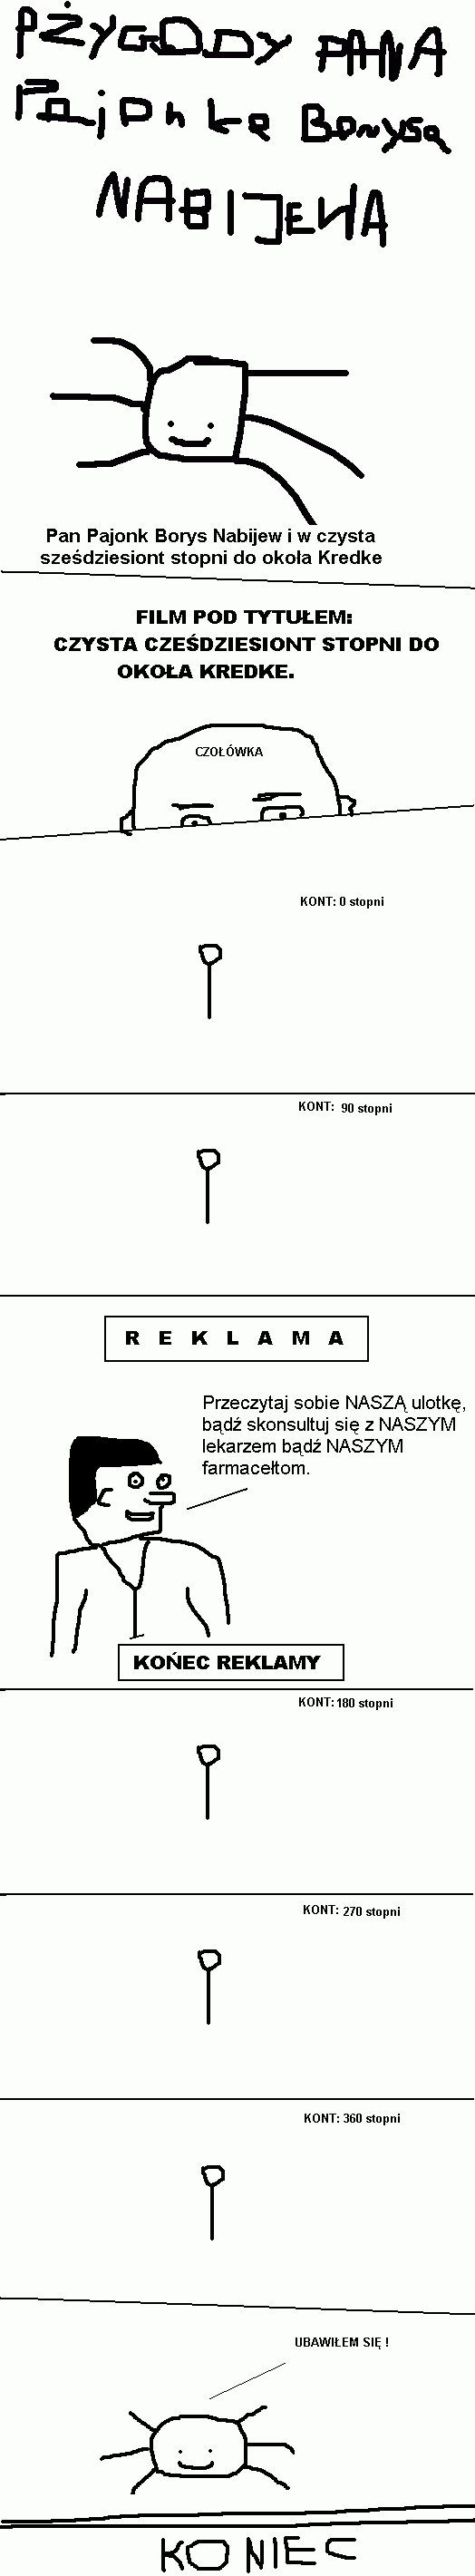 PŻYGODY PANA
Pajonka Borysa
NABIJEWA
Pan Pajonk Borys Nabijew i w czysta
sześdziesiont stopni do okoła Kredke
FILM POD TYTUŁEM:
CZYSTA CZEŚDZIESIONT STOPNI DO
OKOŁA KREDKE.
CZOŁÓWKA
KONT: 0 stopni
KONT: 90 stopni
R E K L A M A
Przeczytaj sobie NASZĄ ulotkę,
bądź skonsultuj się z NASZYM
lekarzem bądź NASZYM
farmacełtom.
KOŃEC REKLAMY
KONT: 180 stopni
KONT: 270 stopni
KONT: 360 stopni
UBAWIŁEM SIĘ !
KONIEC